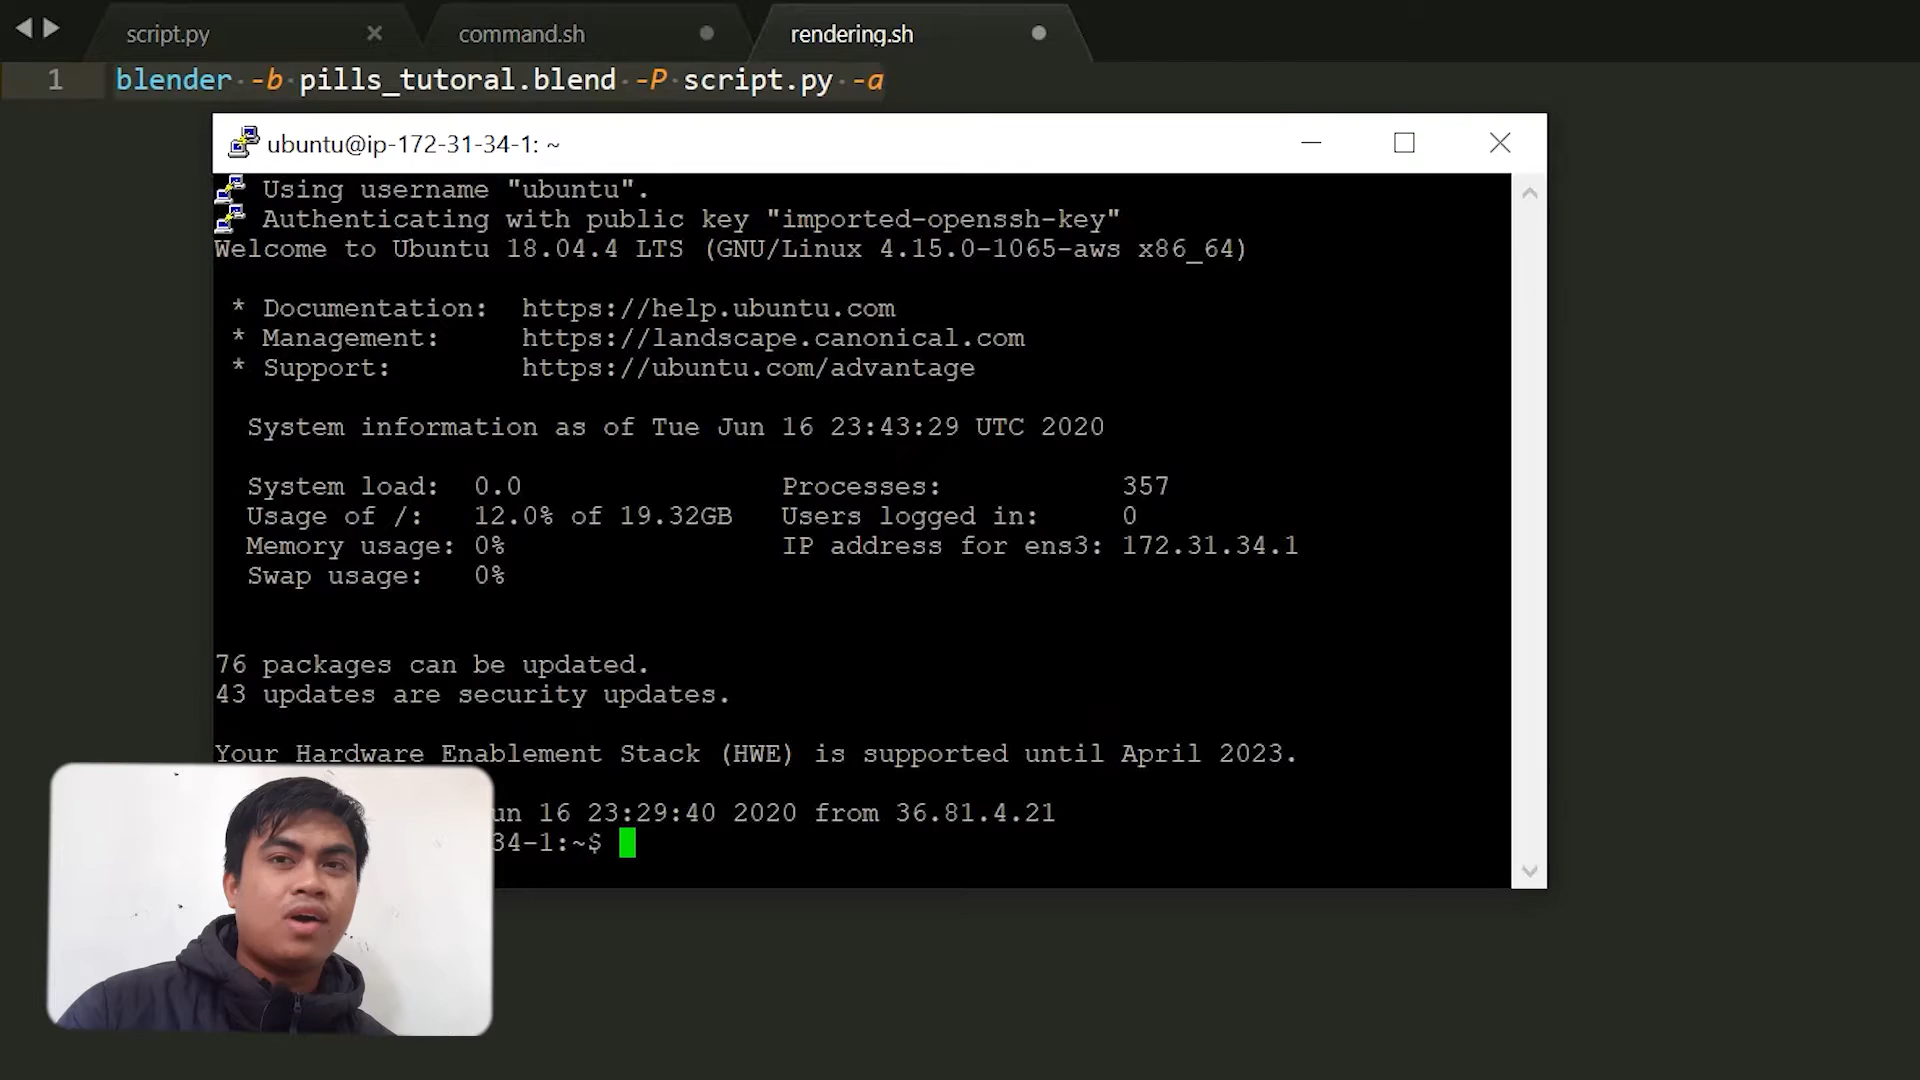 script.py command.sh rendering.sh
1 blender -b pills_tutoral.blend -P script.py -a
ubuntu@ip-172-31-34-1: ~
Using username "ubuntu".
Authenticating with public key "imported-openssh-key"
Welcome to Ubuntu 18.04.4 LTS (GNU/Linux 4.15.0-1065-aws x86_64)
* Documentation: https://help.ubuntu.com
* Management: https://landscape.canonical.com
* Support: https://ubuntu.com/advantage
System information as of Tue Jun 16 23:43:29 UTC 2020
System load: 0.0 Processes: 357
Usage of /: 12.0% of 19.32GB Users logged in: 0
Memory usage: 0% IP address for ens3: 172.31.34.1
Swap usage: 0%
76 packages can be updated.
43 updates are security updates.
Your Hardware Enablement Stack (HWE) is supported until April 2023.
un 16 23:29:40 2020 from 36.81.4.21
34-1:~$